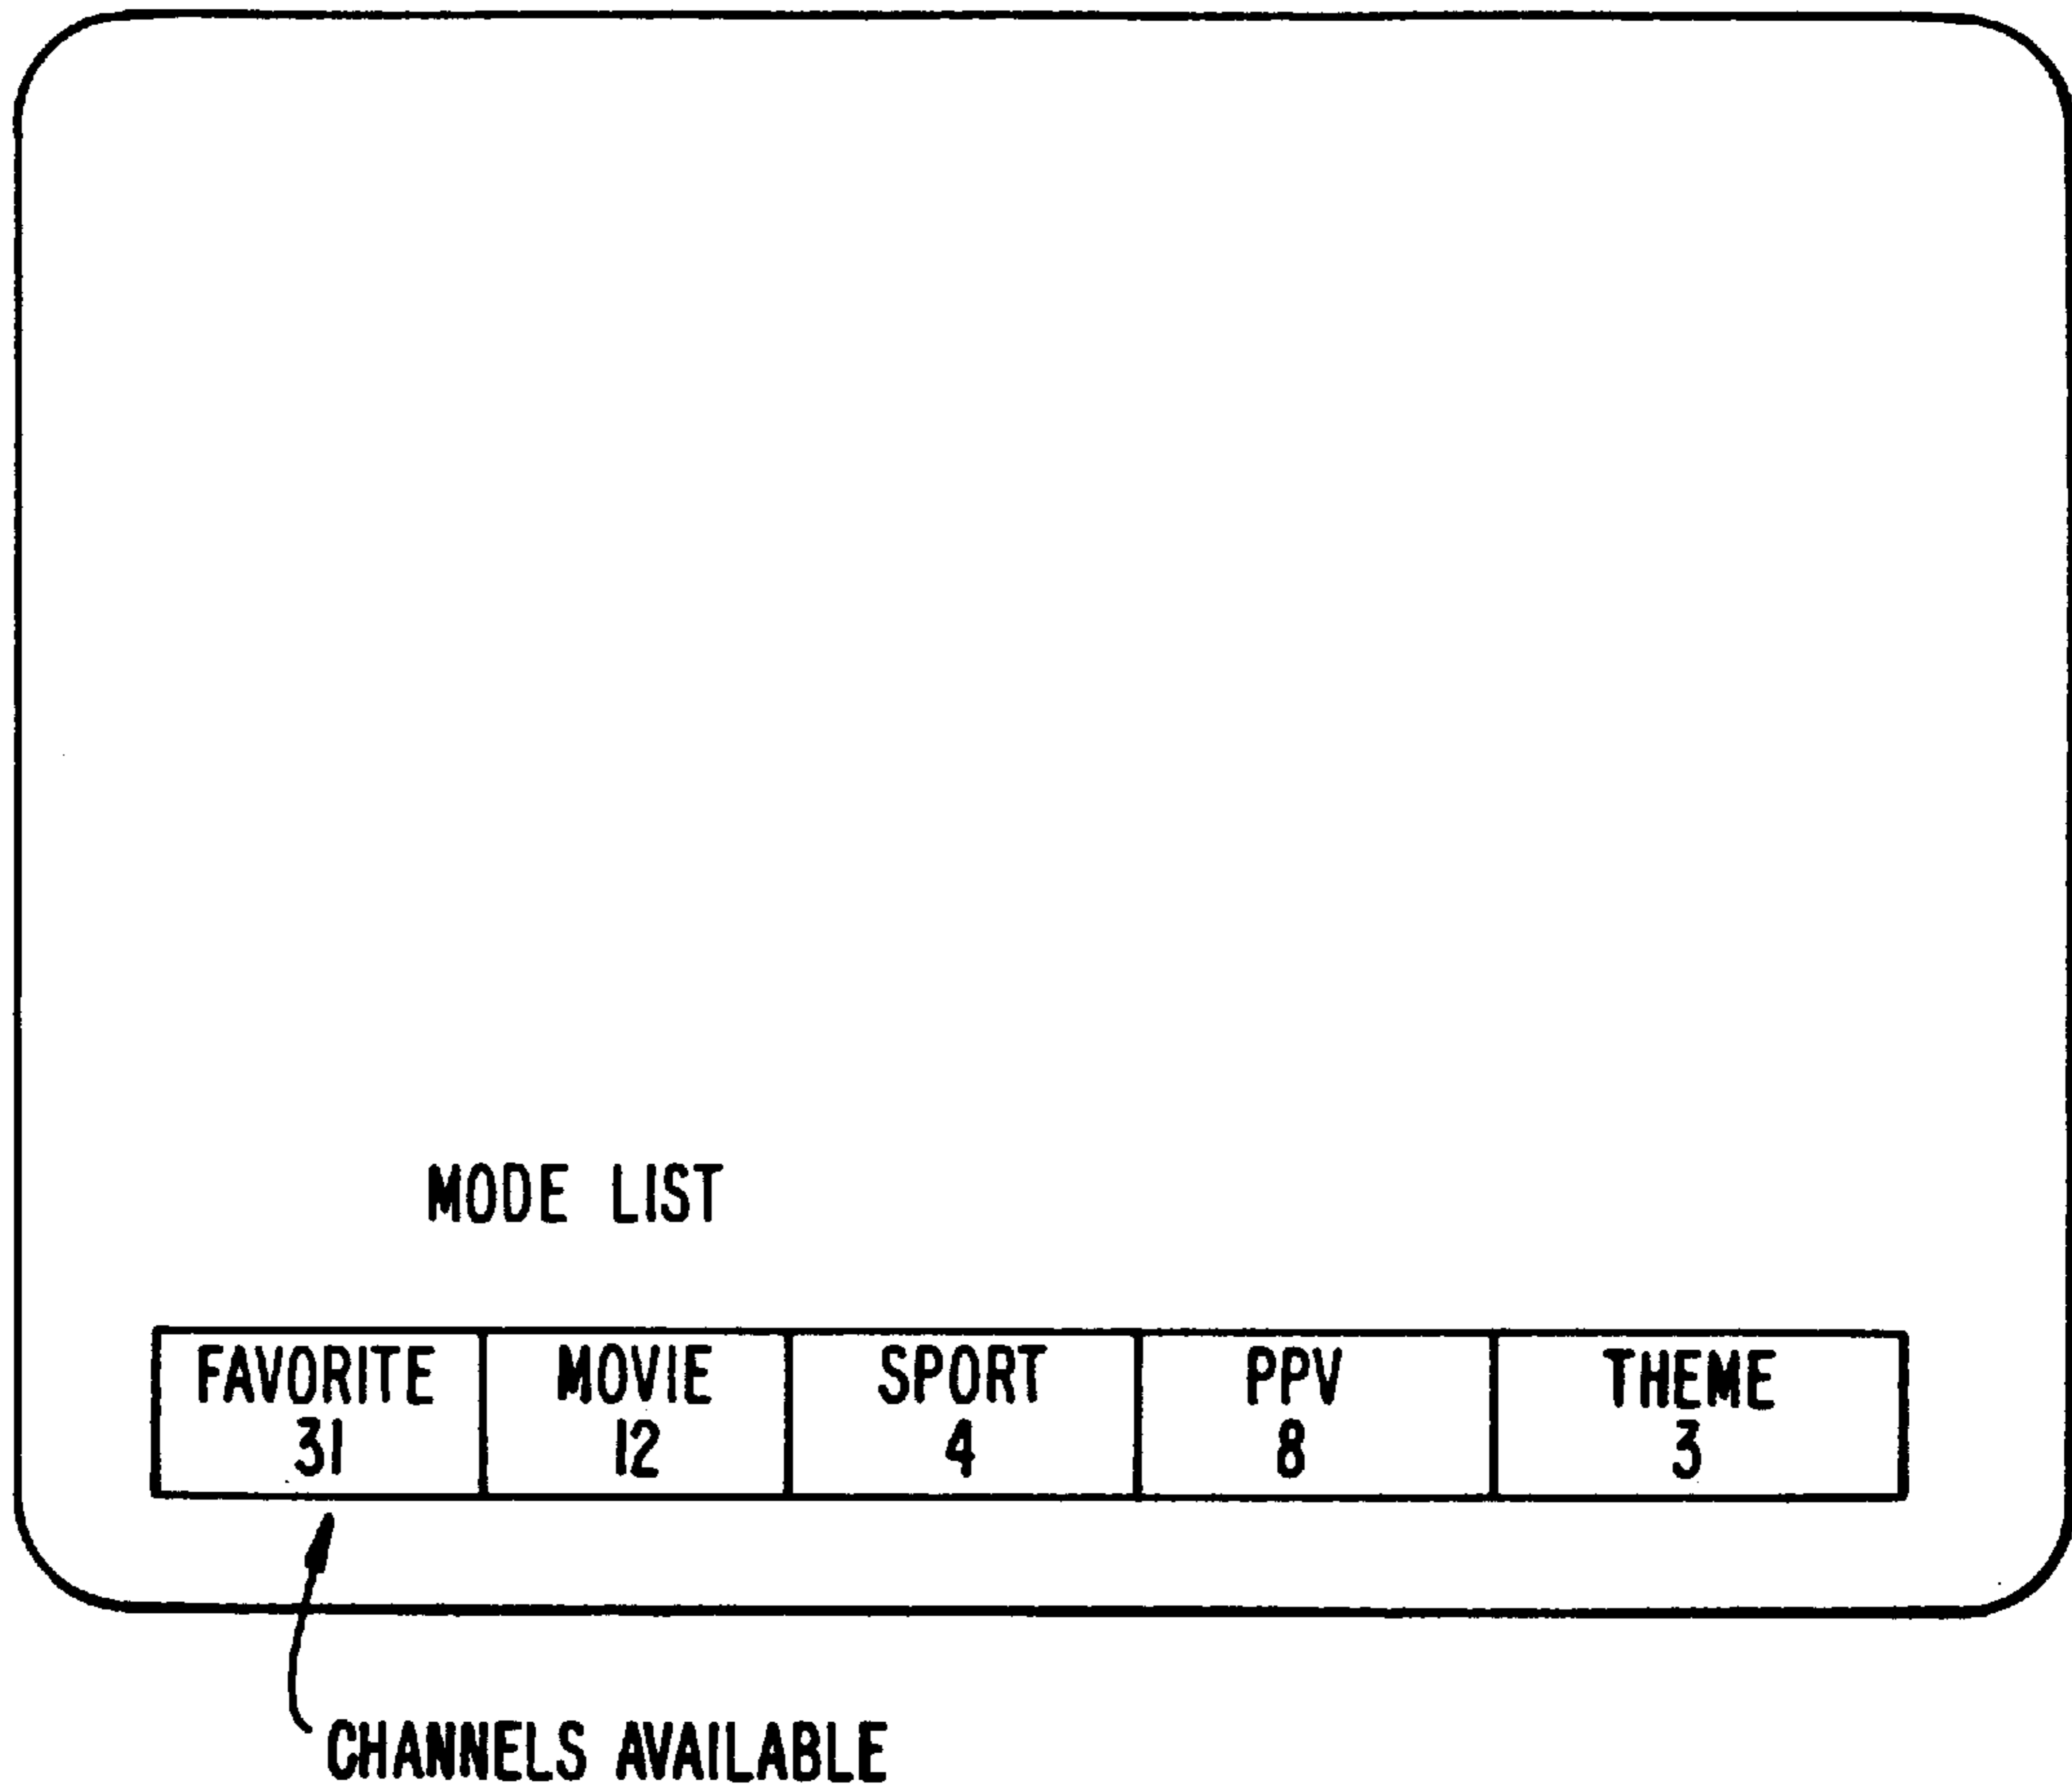 MODE LIST
FAVORITE MOVIE SPORT PPV THEME
31 12 4 8 3
CHANNELS AVAILABLE